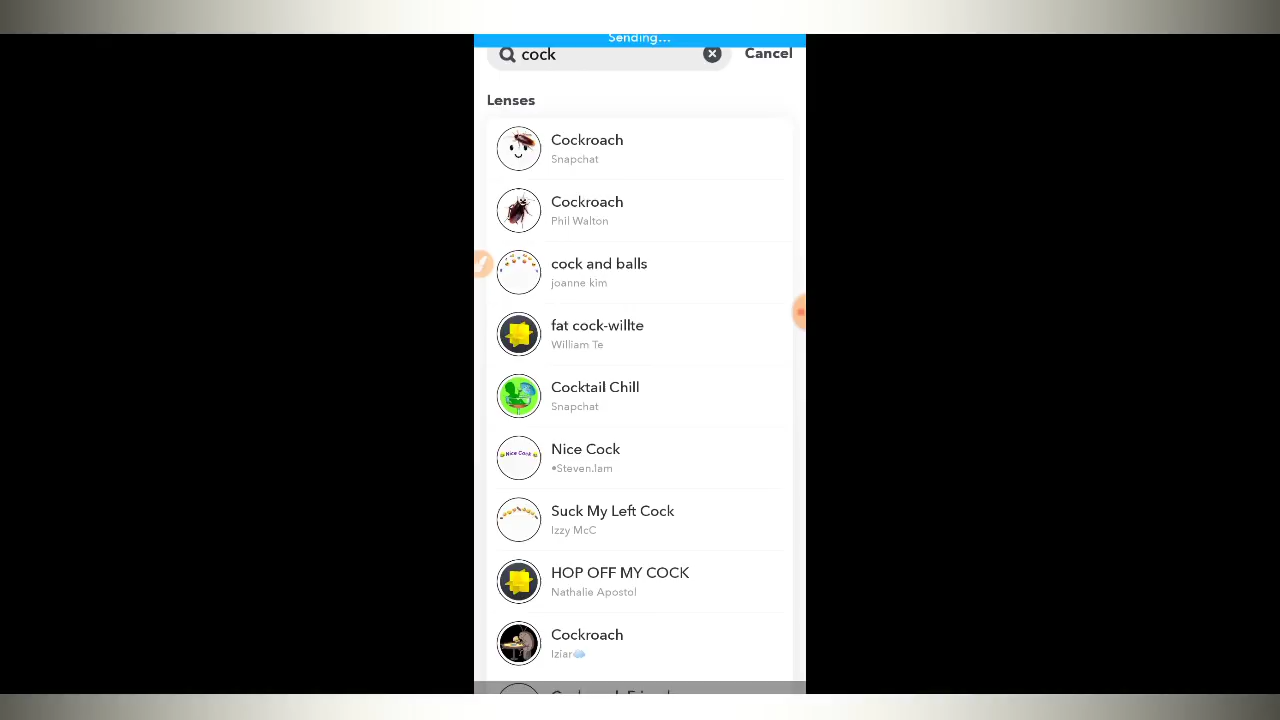 Sending...
cock
Cancel
Lenses
Cockroach
Snapchat
Cockroach
Phil Walton
cock and balls
joanne kim
fat cock-willte
William Te
Cocktail Chill
Snapchat
Nice Cock
Nice Cock
•Steven.lam
Suck My Left Cock
Izzy McC
HOP OFF MY COCK
Nathalie Apostol
Cockroach
Iziar